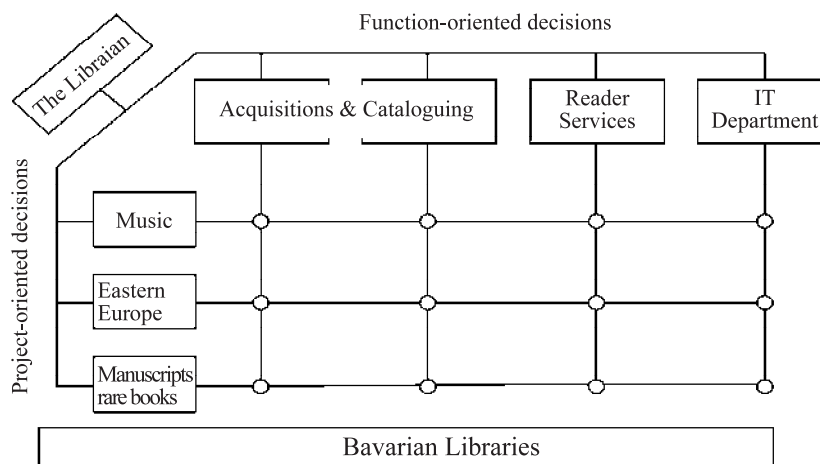 Function-oriented decisions
The Libraian
Acquisitions & Cataloguing
Reader
Services
IT
Department
Project-oriented decisions
Music
Eastern
Europe
Manuscripts
rare books
Bavarian Libraries